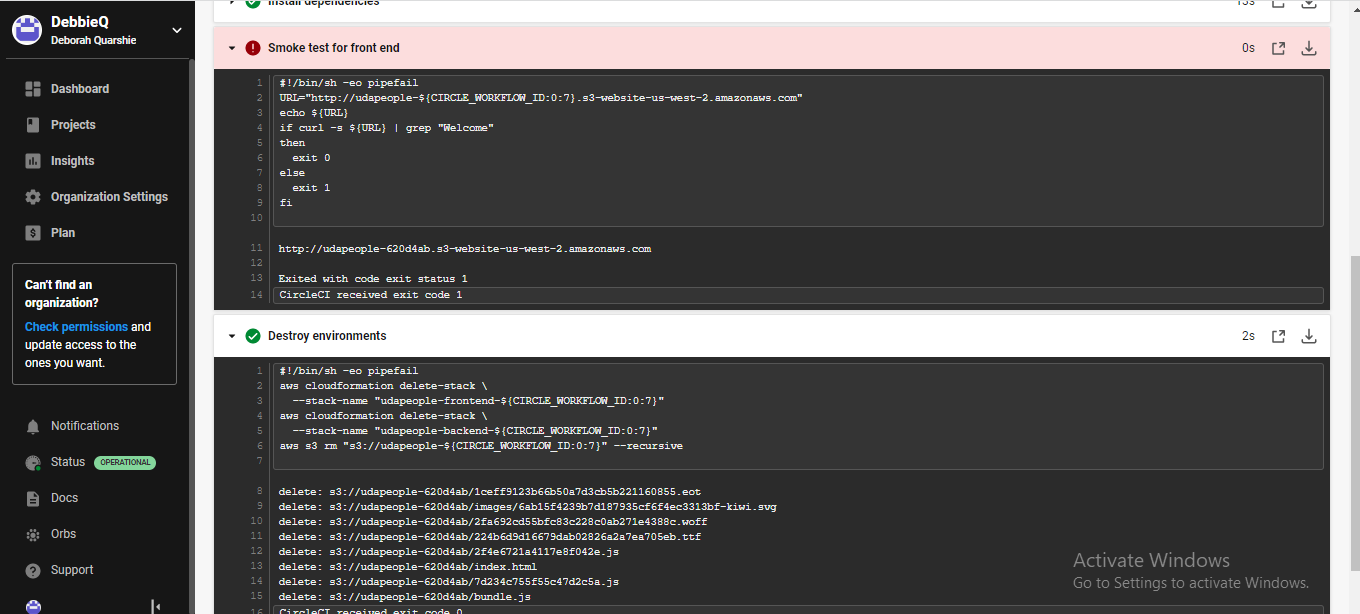 DebbieQ
Deborah Quarshie
Dashboard
Projects
Insights
Organization Settings
Plan
Can't find an
organization?
Check permissions and
update access to the
ones you want.
Notifications
Status OPERATIONAL
Docs
Orbs
Support
Install dependencies 15s
Smoke test for front end 0s
1 #!/bin/sh -eo pipefail
2 URL="http://udapeople-${CIRCLE_WORKFLOW_ID:0:7}.s3-website-us-west-2.amazonaws.com"
3 echo ${URL}
4 if curl -s ${URL} | grep "Welcome"
5 then
6 exit 0
7 else
8 exit 1
9 fi
10
11 http://udapeople-620d4ab.s3-website-us-west-2.amazonaws.com
12
13 Exited with code exit status 1
14 CircleCI received exit code 1
Destroy environments 2s
1 #!/bin/sh -eo pipefail
2 aws cloudformation delete-stack \
3 --stack-name "udapeople-frontend-${CIRCLE_WORKFLOW_ID:0:7}"
4 aws cloudformation delete-stack \
5 --stack-name "udapeople-backend-${CIRCLE_WORKFLOW_ID:0:7}"
6 aws s3 rm "s3://udapeople-${CIRCLE_WORKFLOW_ID:0:7}" --recursive
7
8 delete: s3://udapeople-620d4ab/1ceff9123b66b50a7d3cb5b221160855.eot
9 delete: s3://udapeople-620d4ab/images/6ab15f4239b7d187935cf6f4ec3313bf-kiwi.svg
10 delete: s3://udapeople-620d4ab/2fa692cd55bfc83c228c0ab271e4388c.woff
11 delete: s3://udapeople-620d4ab/224b6d9d16679dab02826a2a7ea705eb.ttf
12 delete: s3://udapeople-620d4ab/2f4e6721a4117e8f042e.js
13 delete: s3://udapeople-620d4ab/index.html
14 delete: s3://udapeople-620d4ab/7d234c755f55c47d2c5a.js
15 delete: s3://udapeople-620d4ab/bundle.js
16 CircleCI received exit code 0
Activate Windows
Go to Settings to activate Windows.